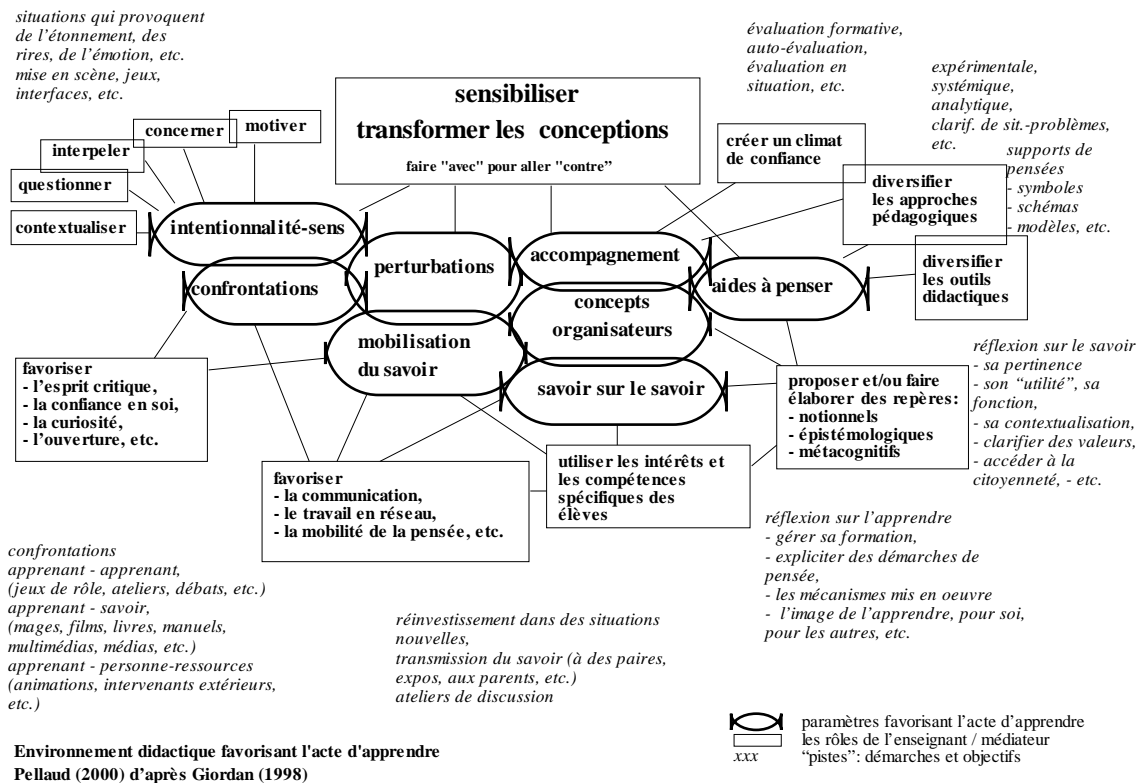 situations qui provoquent
de l'étonnement, des
rires, de l'émotion, etc.
mise en scène, jeux,
interfaces, etc.
évaluation formative,
auto-évaluation,
évaluation en
situation, etc.
expérimentale,
systémique,
analytique,
clarif. de sit.-problèmes,
etc.
supports de
pensées
- symboles
- schémas
- modèles, etc.
sensibiliser
transformer les conceptions
faire "avec" pour aller "contre"
motiver
concerner
interpeler
questionner
contextualiser
créer un climat
de confiance
diversifier
les approches
pédagogiques
diversifier
les outils
didactiques
intentionnalité-sens
confrontations
perturbations
accompagnement
aides à penser
concepts
organisateurs
mobilisation
du savoir
savoir sur le savoir
favoriser
- l'esprit critique,
- la confiance en soi,
- la curiosité,
- l'ouverture, etc.
favoriser
- la communication,
- le travail en réseau,
- la mobilité de la pensée, etc.
utiliser les intérêts et
les compétences
spécifiques des
élèves
proposer et/ou faire
élaborer des repères:
- notionnels
- épistémologiques
- métacognitifs
réflexion sur le savoir
- sa pertinence
- son “utilité”, sa
fonction,
- sa contextualisation,
- clarifier des valeurs,
- accéder à la
citoyenneté, - etc.
réflexion sur l'apprendre
- gérer sa formation,
- expliciter des démarches de
pensée,
- les mécanismes mis en oeuvre
- l'image de l'apprendre, pour soi,
pour les autres, etc.
confrontations
apprenant - apprenant,
(jeux de rôle, ateliers, débats, etc.)
apprenant - savoir,
(mages, films, livres, manuels,
multimédias, médias, etc.)
apprenant - personne-ressources
(animations, intervenants extérieurs,
etc.)
réinvestissement dans des situations
nouvelles,
transmission du savoir (à des paires,
expos, aux parents, etc.)
ateliers de discussion
paramètres favorisant l'acte d'apprendre
les rôles de l'enseignant / médiateur
xxx “pistes”: démarches et objectifs
Environnement didactique favorisant l'acte d'apprendre
Pellaud (2000) d'après Giordan (1998)